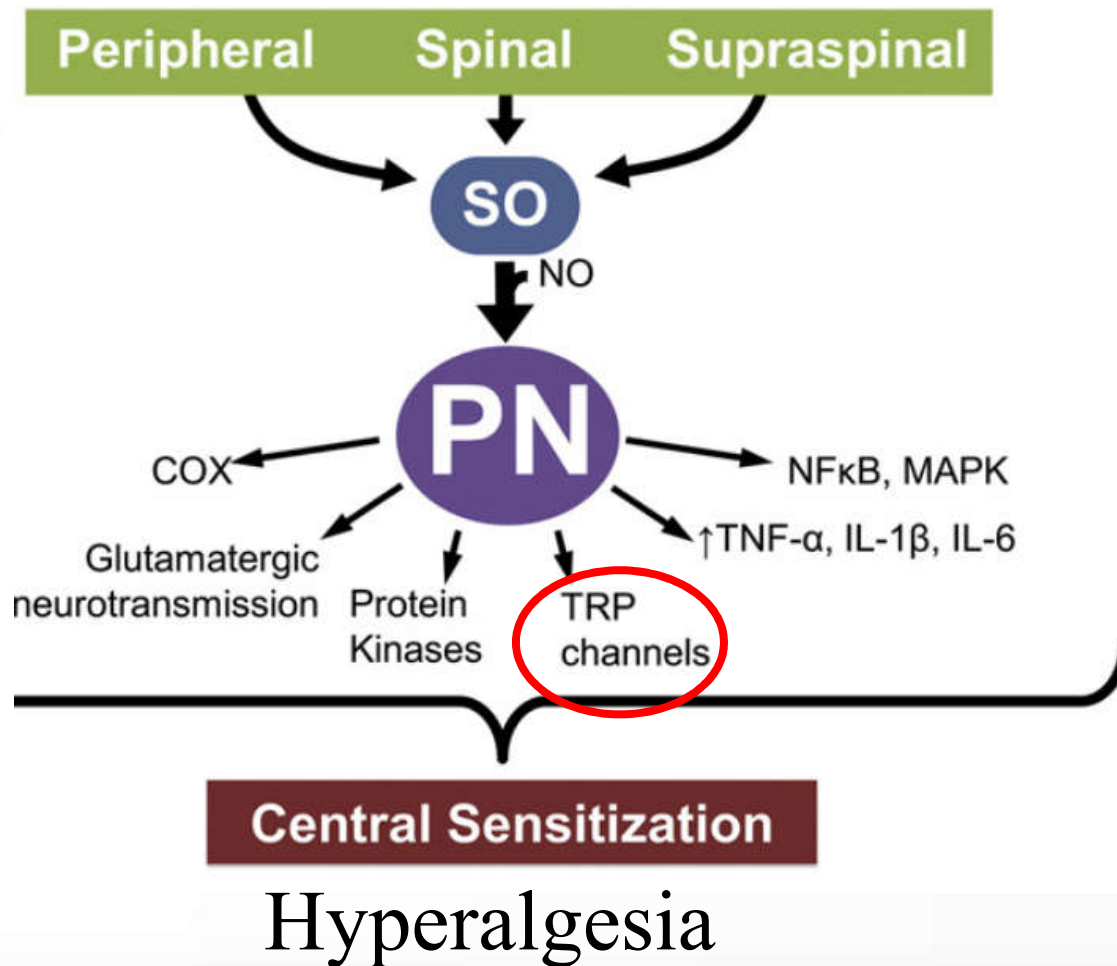 Peripheral Spinal Supraspinal
SO
NO
PN
COX
NFκB, MAPK
Glutamatergic
neurotransmission
Protein
Kinases
TRP
channels
↑TNF-α, IL-1β, IL-6
Central Sensitization
Hyperalgesia